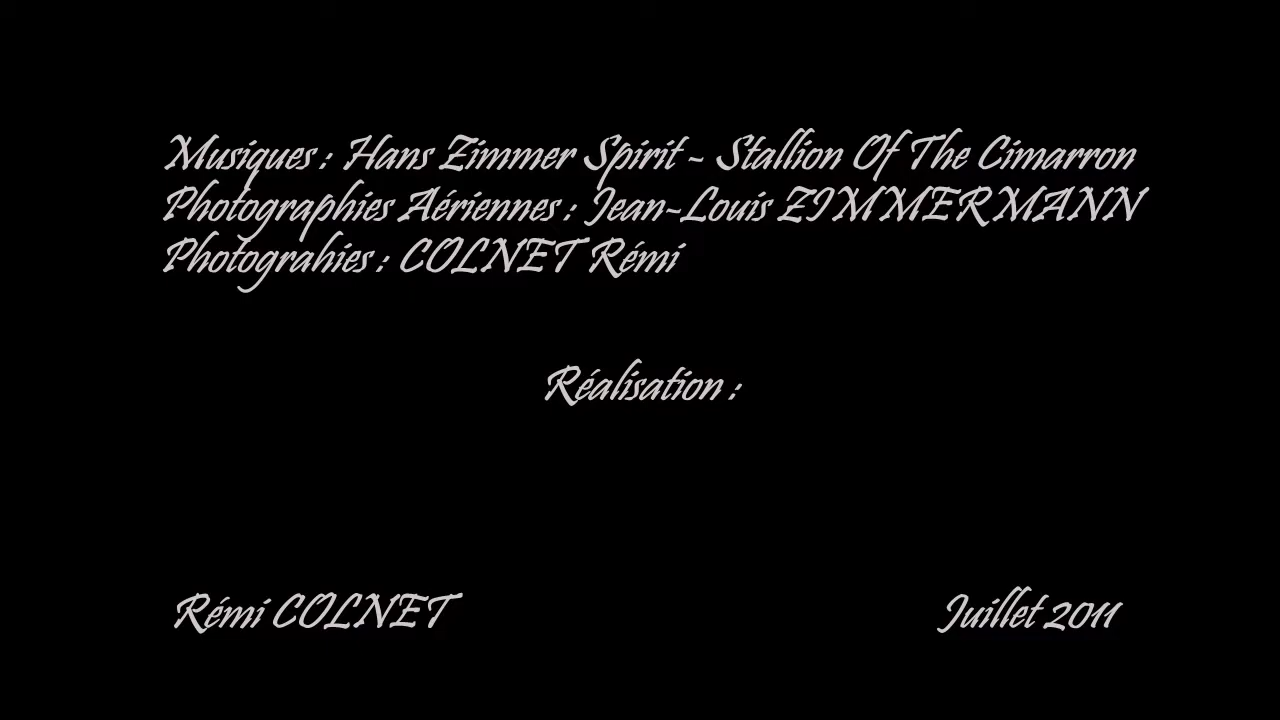 Musiques : Hans Zimmer Spirit - Stallion Of The Cimarron
Photographies Aériennes : Jean-Louis ZIMMERMANN
Photograhies : COLNET Rémi
Réalisation :
Rémi COLNET
Juillet 2011